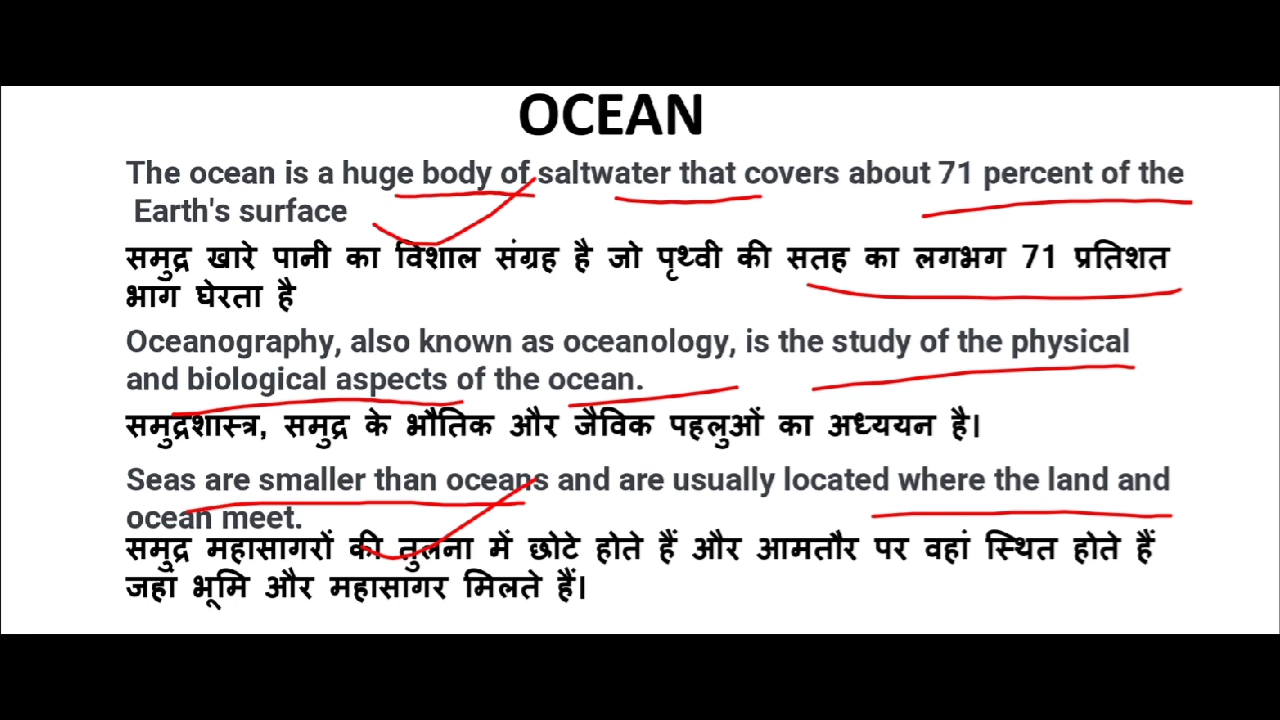 OCEAN
The ocean is a huge body of saltwater that covers about 71 percent of the
Earth's surface
समुद्र खारे पानी का विशाल संग्रह है जो पृथ्वी की सतह का लगभग 71 प्रतिशत
भाग घेरता है
Oceanography, also known as oceanology, is the study of the physical
and biological aspects of the ocean.
समुद्रशास्त्र, समुद्र के भौतिक और जैविक पहलुओं का अध्ययन है।
Seas are smaller than oceans and are usually located where the land and
ocean meet.
समुद्र महासागरों की तुलना में छोटे होते हैं और आमतौर पर वहां स्थित होते हैं
जहां भूमि और महासागर मिलते हैं।